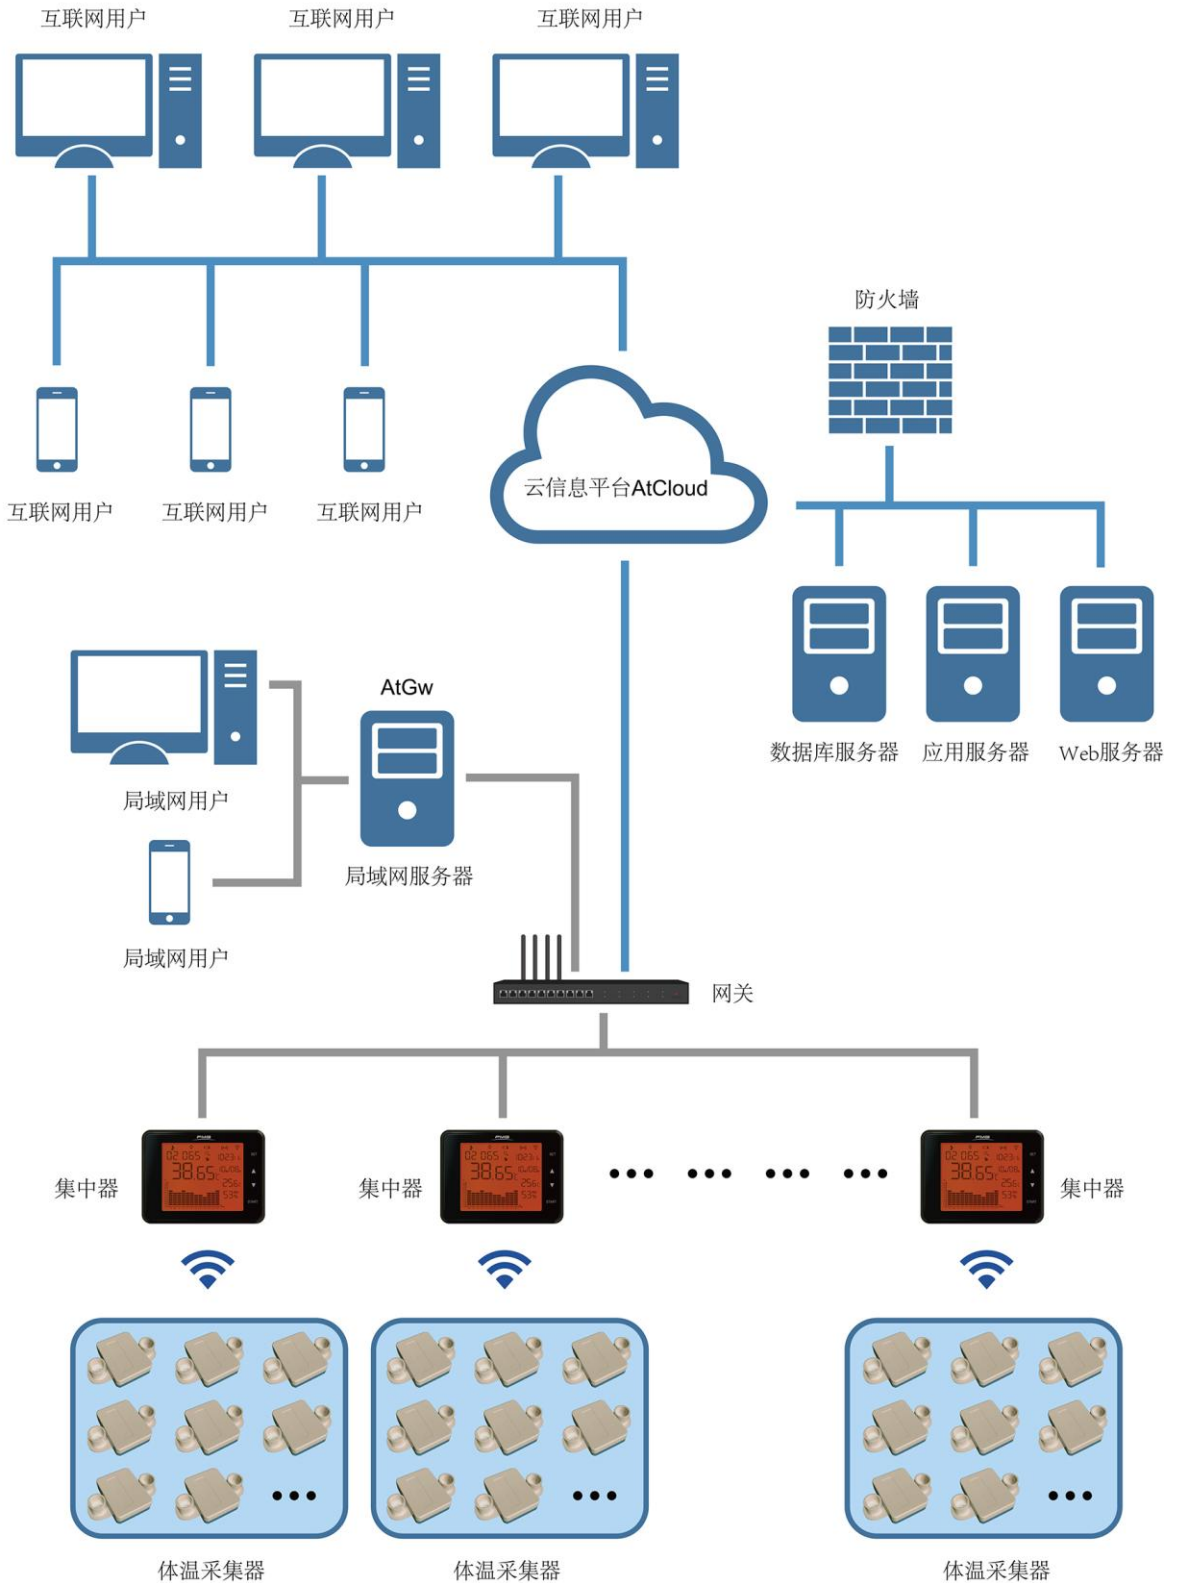 互联网用户
互联网用户
互联网用户
防火墙
云信息平台AtCloud
互联网用户
互联网用户
互联网用户
AtGw
数据库服务器
应用服务器
Web服务器
局域网用户
局域网服务器
局域网用户
网关
集中器
集中器
集中器
体温采集器
体温采集器
体温采集器